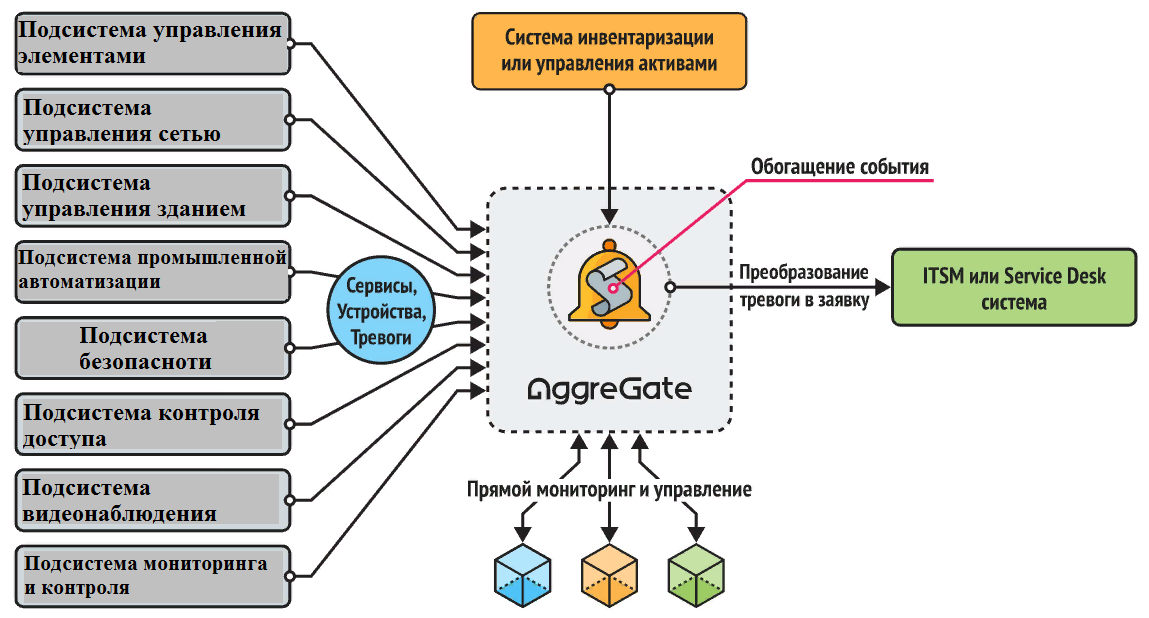 Подсистема управления
элементами
Подсистема
управления сетью
Подсистема
управления зданием
Подсистема промышленной
автоматизации
Подсистема
безопасноти
Подсистема контроля
доступа
Подсистема
видеонаблюдения
Подсистема мониторинга
и контроля
Сервисы,
Устройства,
Тревоги
Система инвентаризации
или управления активами
Обогащение события
AggreGate
Преобразование
тревоги в заявку
ITSM или Service Desk
система
Прямой мониторинг и управление